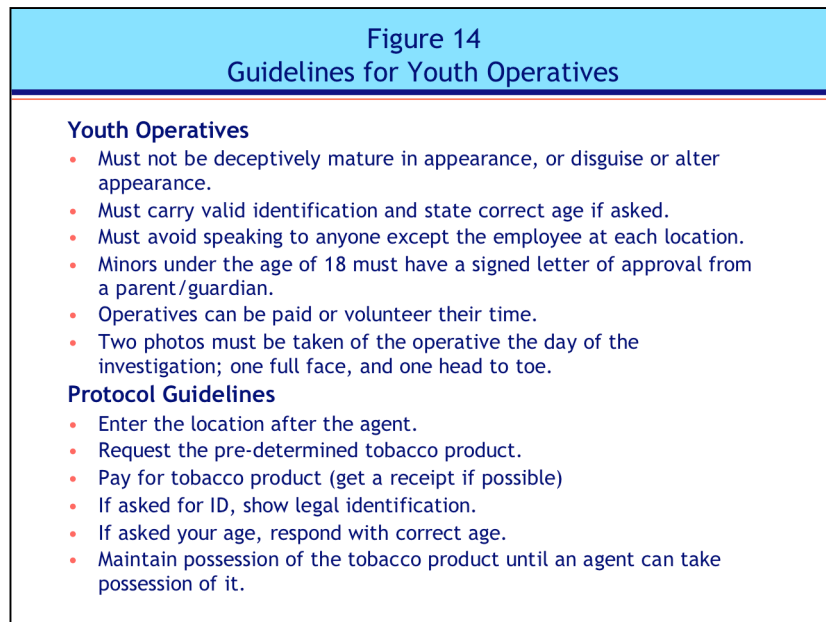 Figure 14
Guidelines for Youth Operatives
Youth Operatives
• Must not be deceptively mature in appearance, or disguise or alter
appearance.
• Must carry valid identification and state correct age if asked.
• Must avoid speaking to anyone except the employee at each location.
• Minors under the age of 18 must have a signed letter of approval from
a parent/guardian.
• Operatives can be paid or volunteer their time.
• Two photos must be taken of the operative the day of the
investigation; one full face, and one head to toe.
Protocol Guidelines
• Enter the location after the agent.
• Request the pre-determined tobacco product.
• Pay for tobacco product (get a receipt if possible)
• If asked for ID, show legal identification.
• If asked your age, respond with correct age.
• Maintain possession of the tobacco product until an agent can take
possession of it.